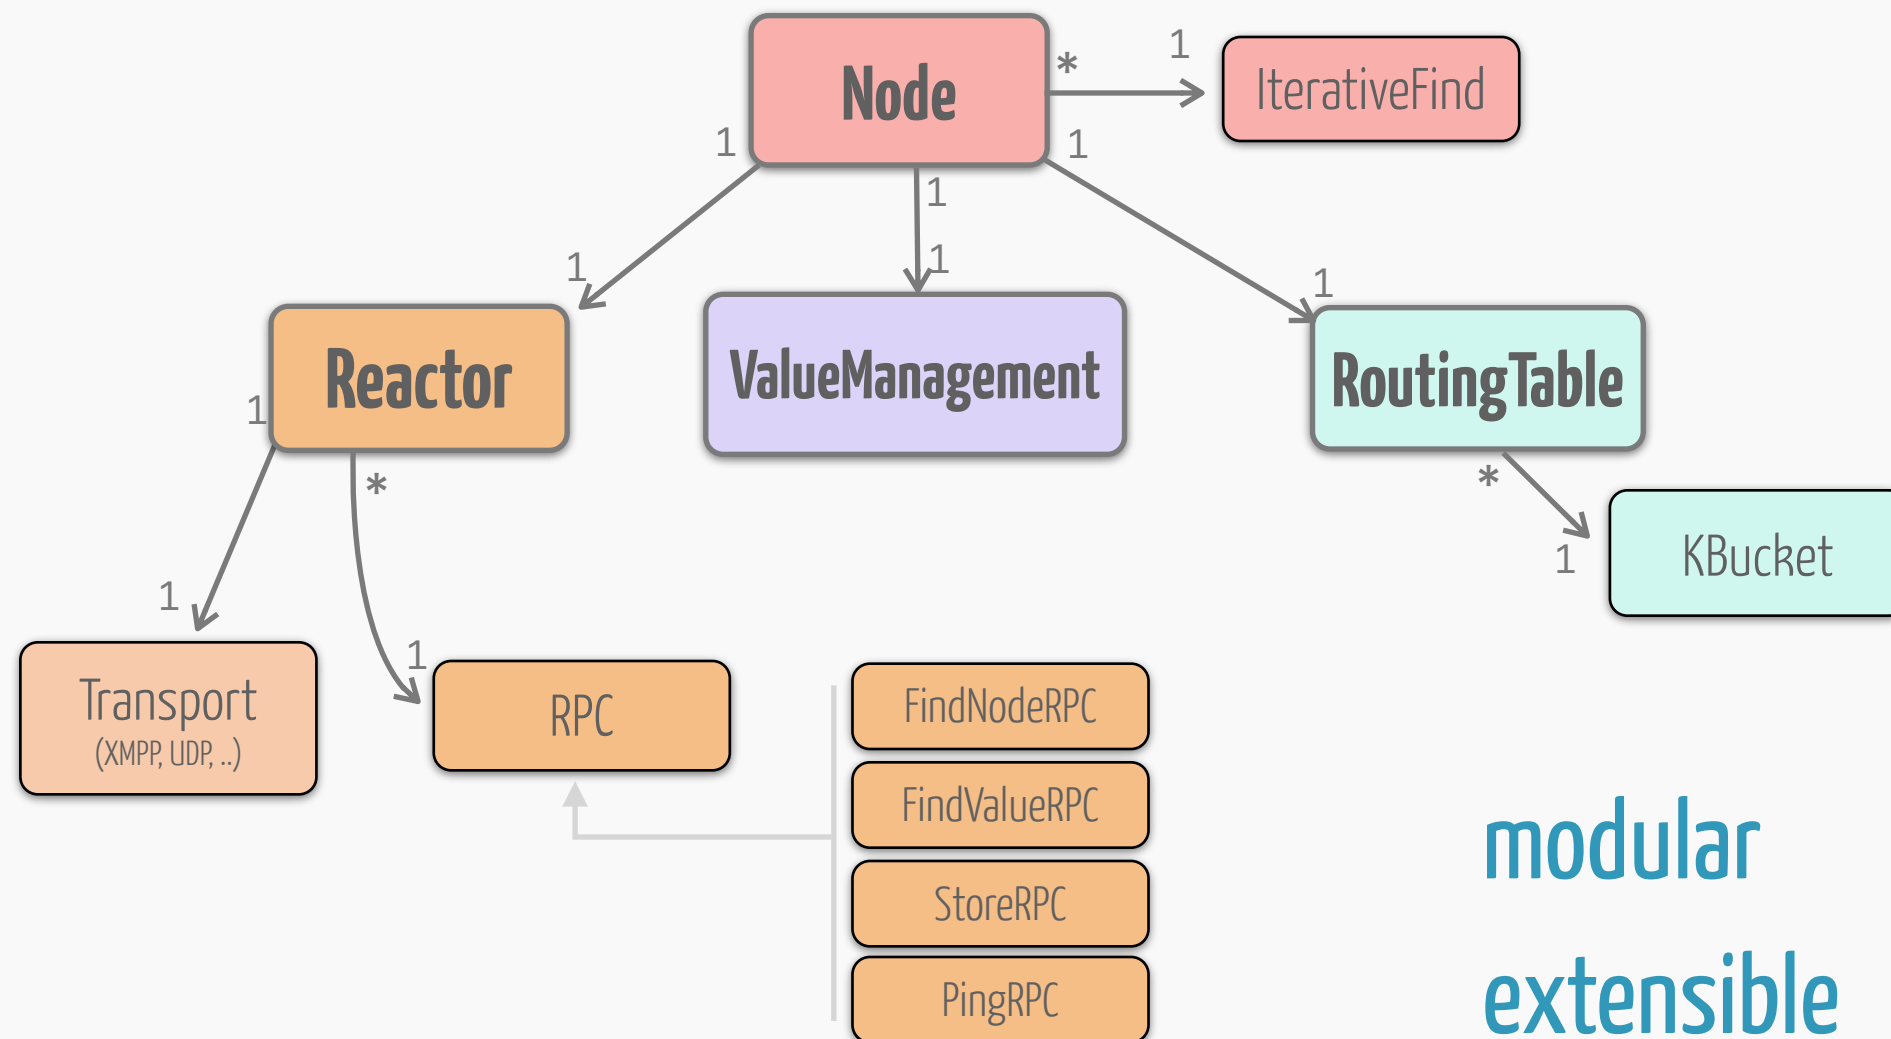 Node
*
1
IterativeFind
1
1
1
1
1
1
Reactor
ValueManagement
RoutingTable
1
*
*
1
KBucket
1
1
Transport
(XMPP, UDP, ..)
RPC
FindNodeRPC
FindValueRPC
StoreRPC
PingRPC
modular
extensible